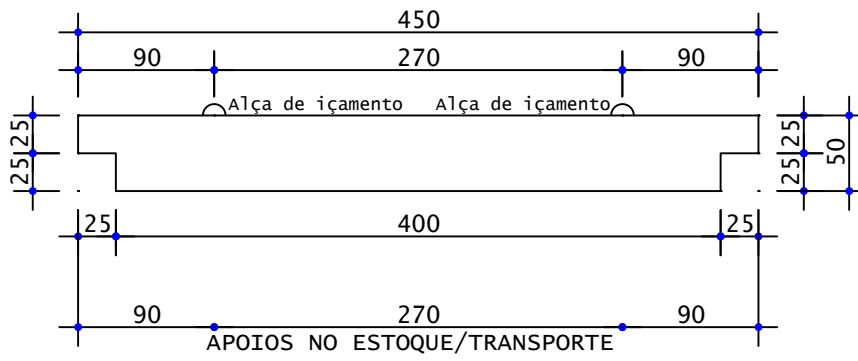 450
90 270 90
Alça de içamento Alça de içamento
25 25
25 25
50
25 400 25
90 270 90
APOIOS NO ESTOQUE/TRANSPORTE